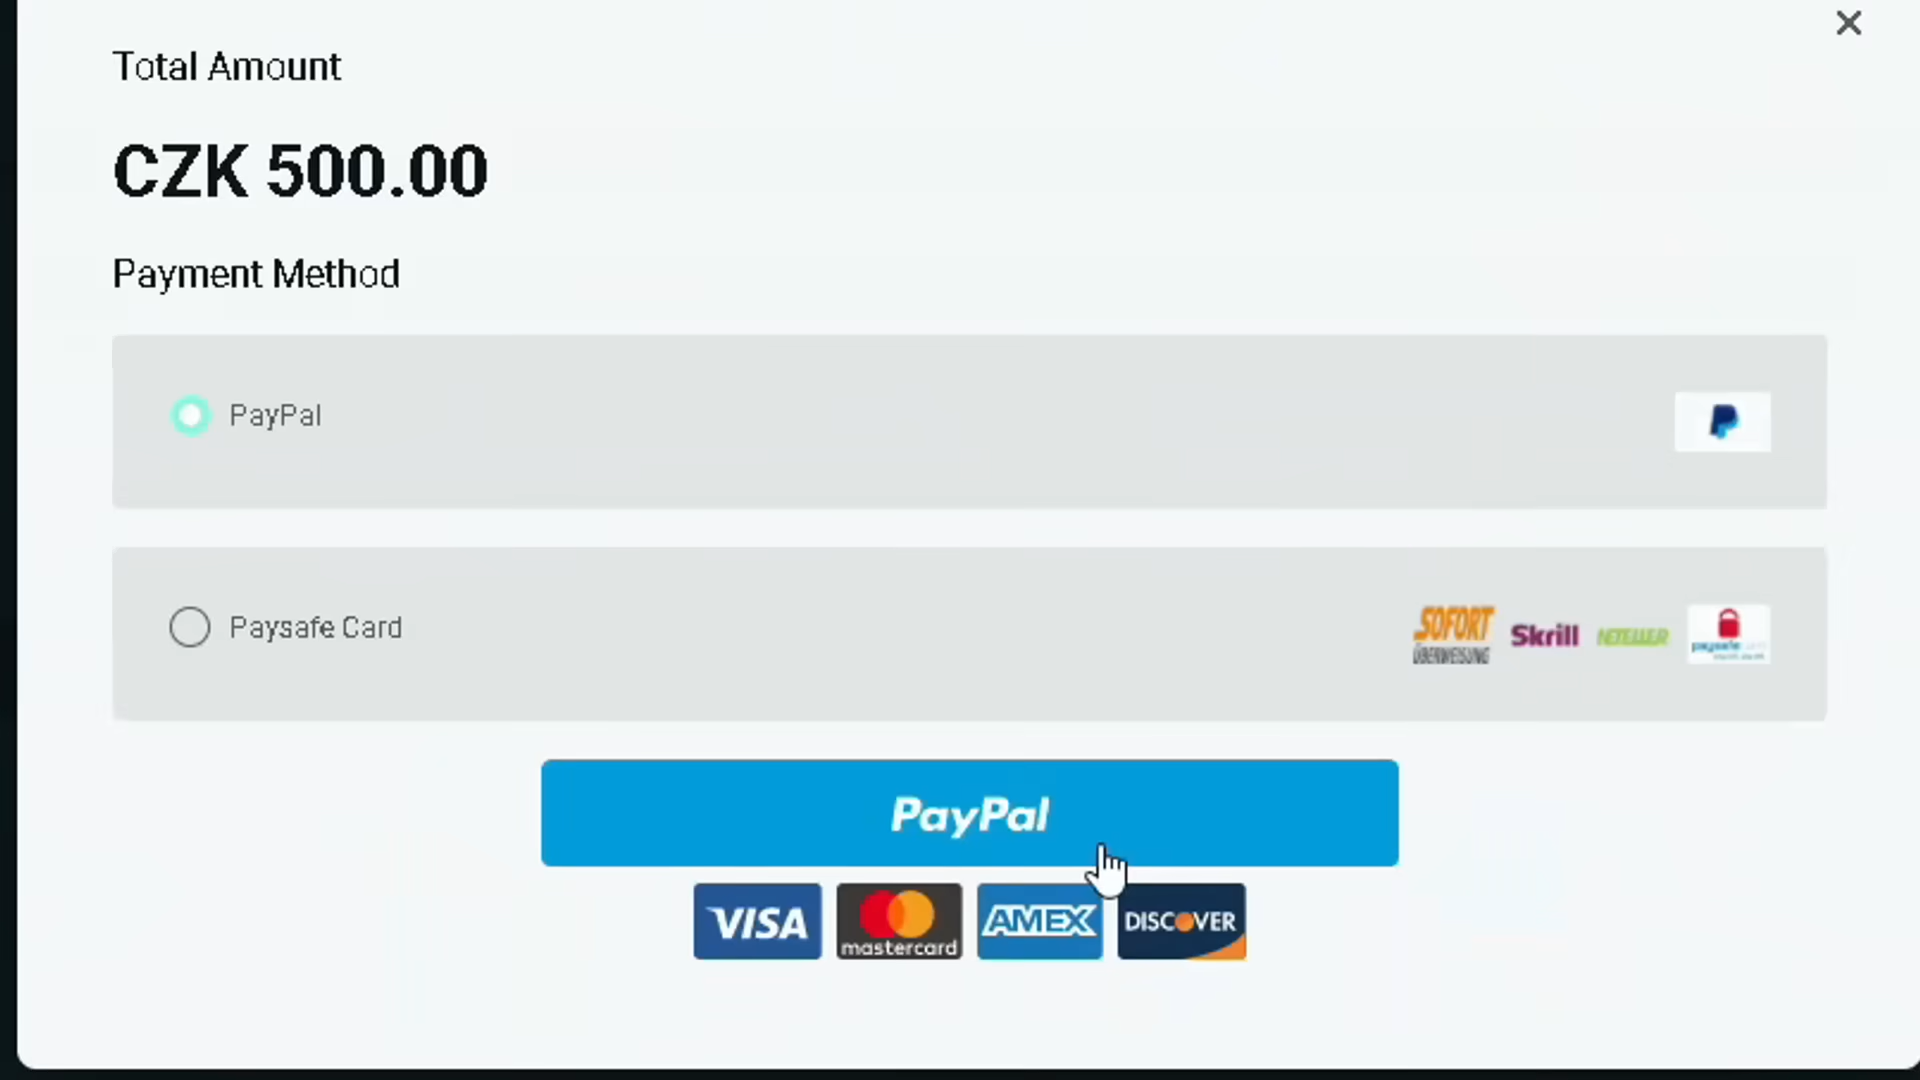 Total Amount
CZK 500.00
Payment Method
PayPal
Paysafe Card
SOFORT
ÜBERWEISUNG
Skrill
NETELLER
paysafe
PayPal
VISA
mastercard
AMEX
DISCOVER